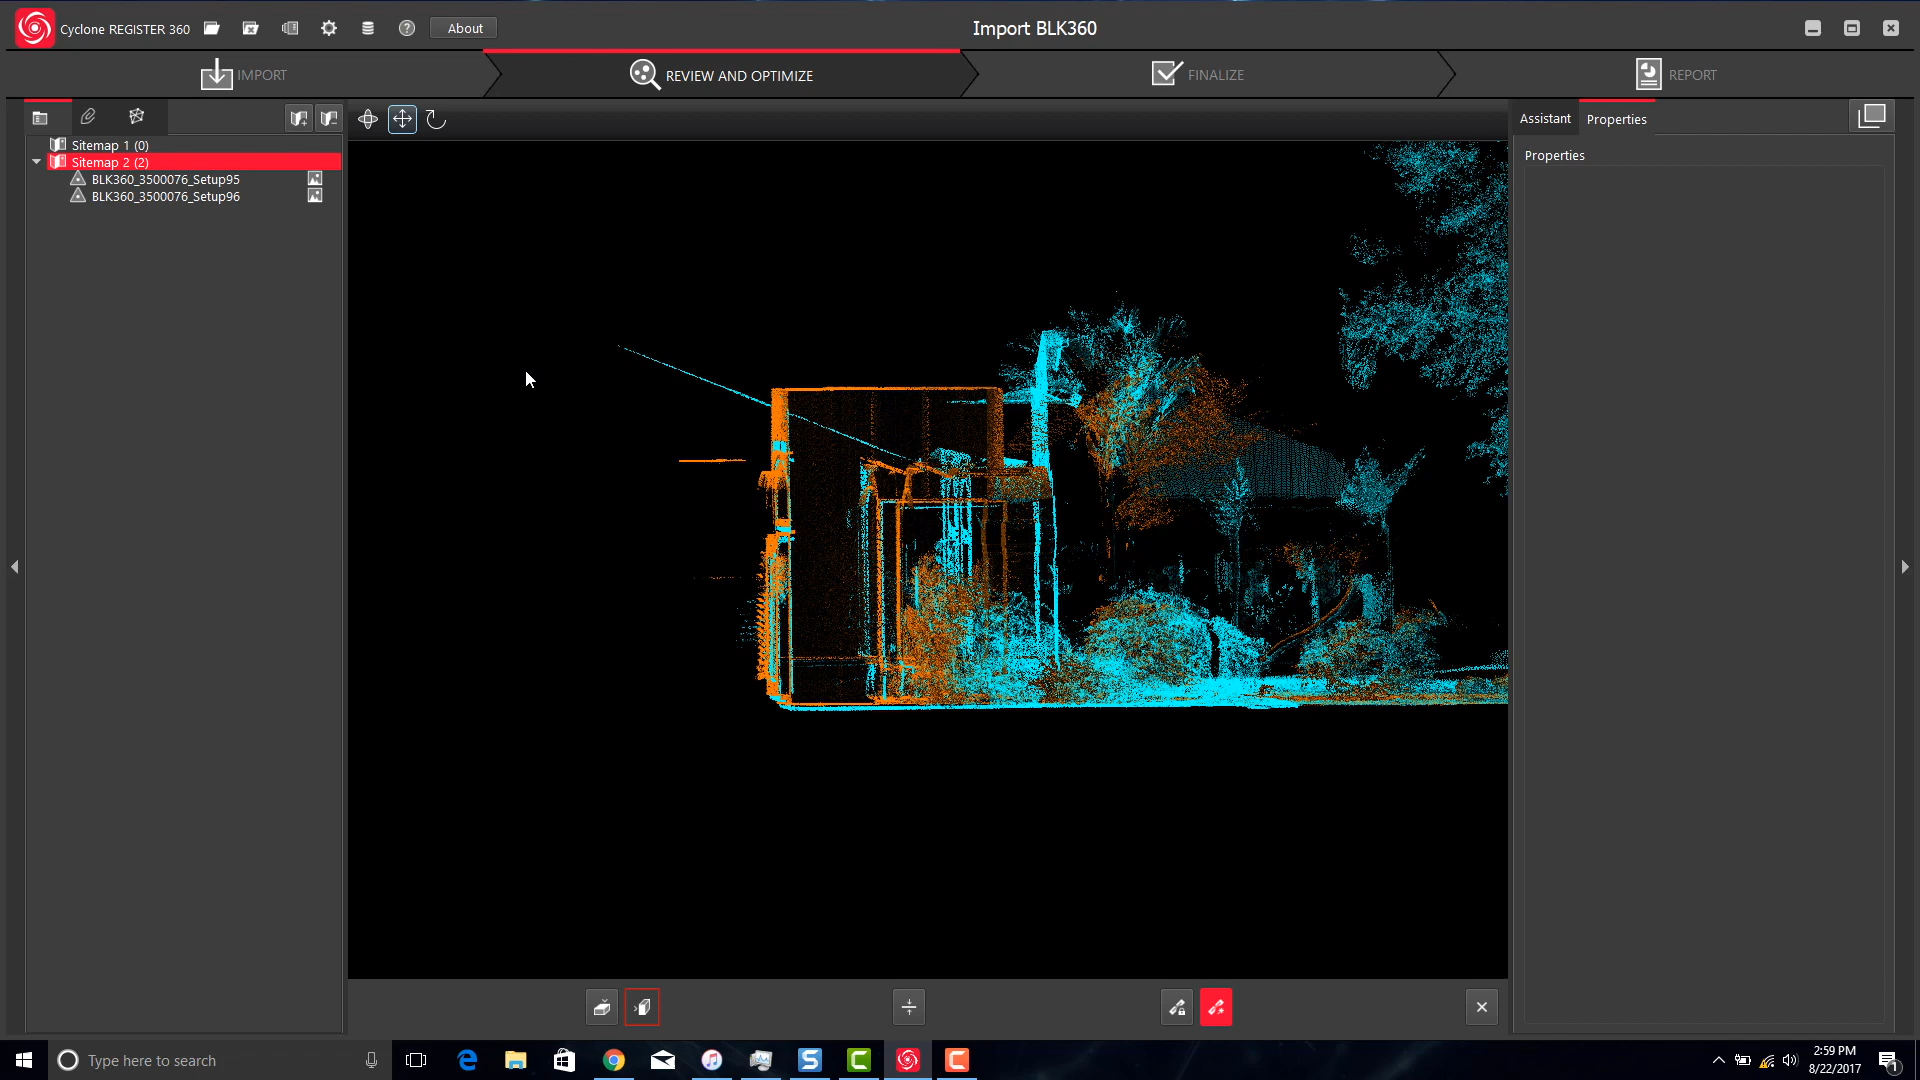 Cyclone REGISTER 360
About
Import BLK360
IMPORT
REVIEW AND OPTIMIZE
FINALIZE
REPORT
Sitemap 1 (0)
Sitemap 2 (2)
BLK360_3500076_Setup95
BLK360_3500076_Setup96
Assistant
Properties
Properties
Type here to search
2:59 PM
8/22/2017
1